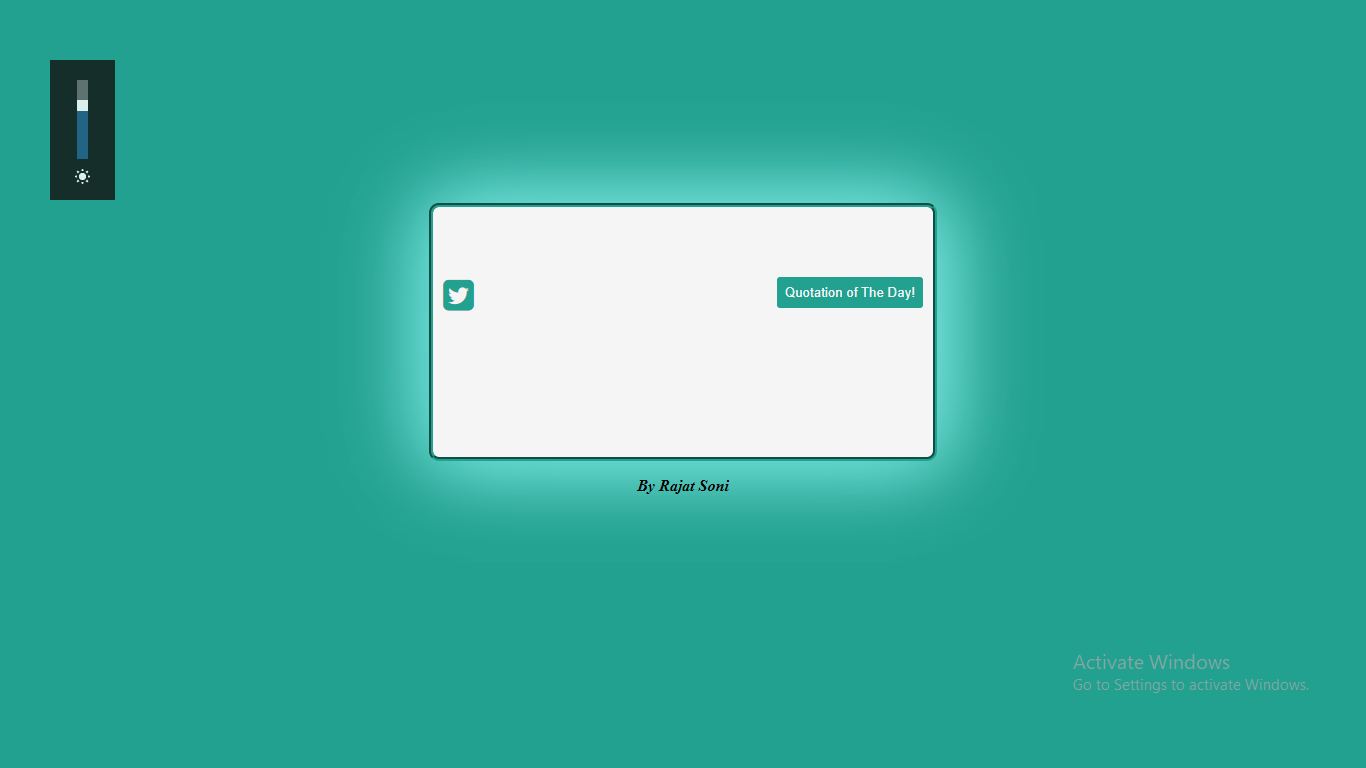 Quotation of The Day!
By Rajat Soni
Activate Windows
Go to Settings to activate Windows.